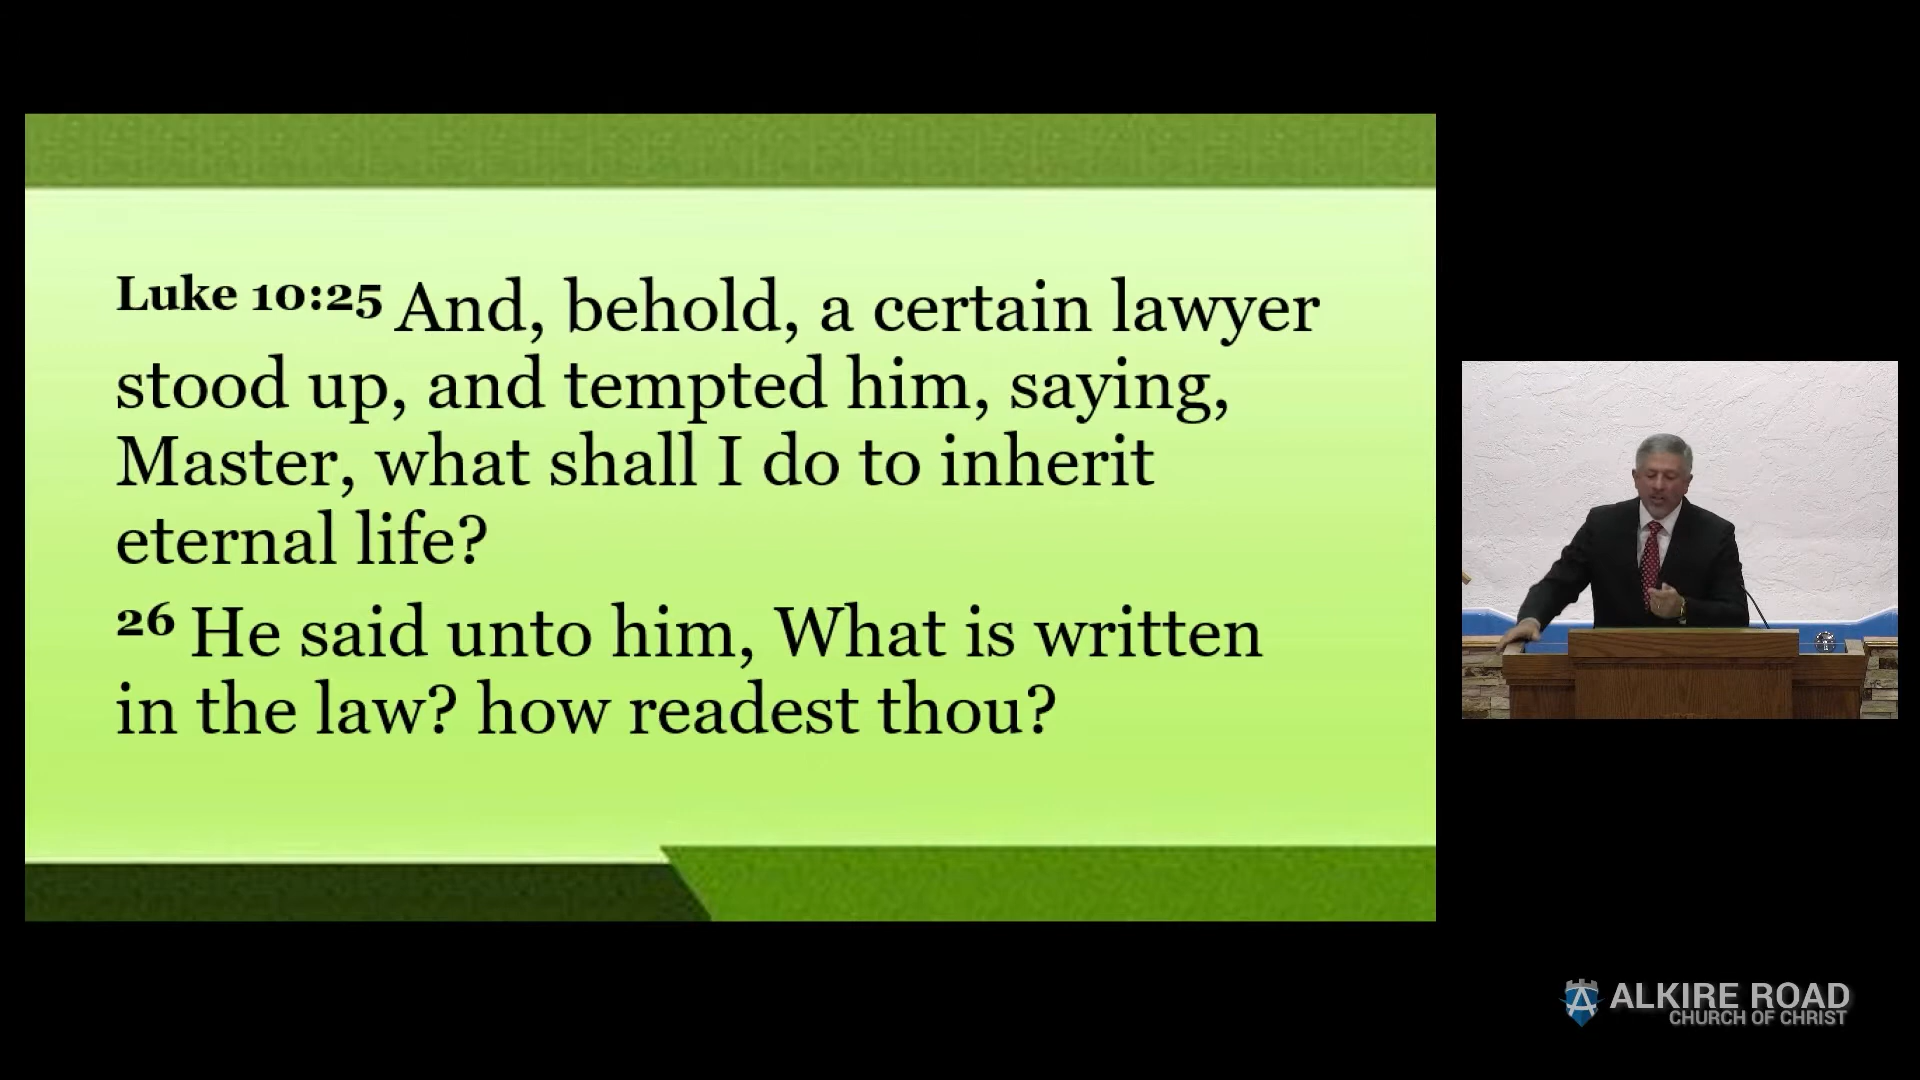 Luke 10:25 And, behold, a certain lawyer
stood up, and tempted him, saying,
Master, what shall I do to inherit
eternal life?
26 He said unto him, What is written
in the law? how readest thou?
ALKIRE ROAD
CHURCH OF CHRIST